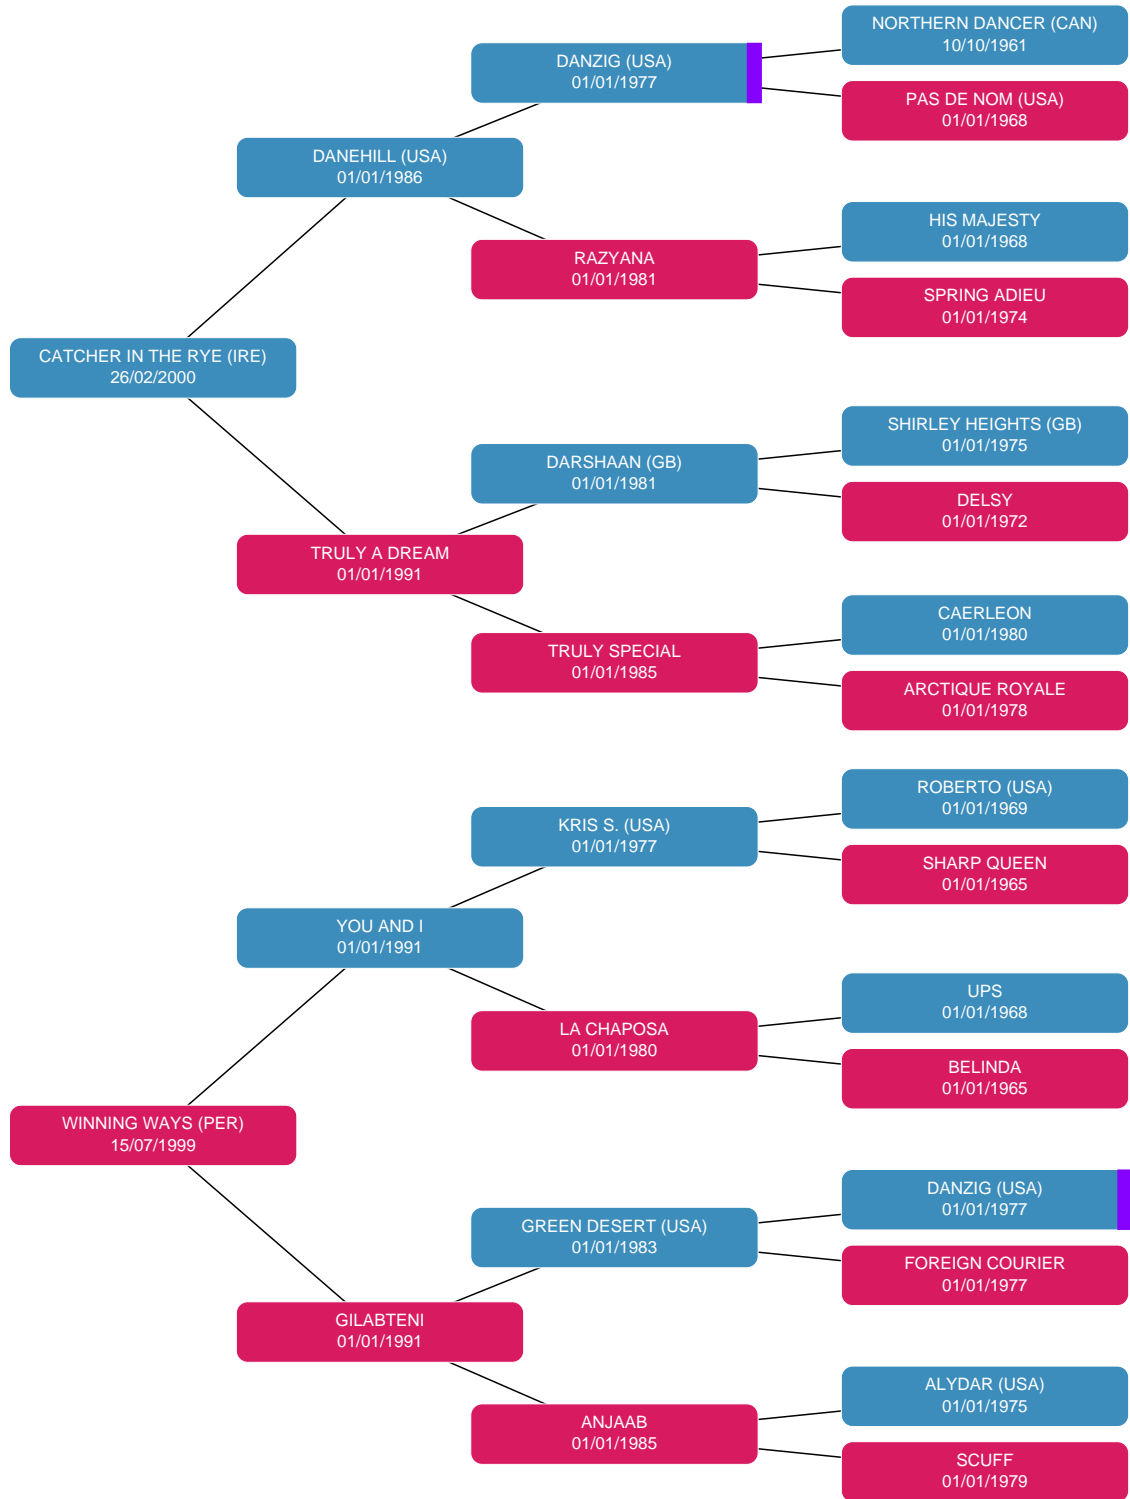 NORTHERN DANCER (CAN)
10/10/1961
DANZIG (USA)
01/01/1977
PAS DE NOM (USA)
01/01/1968
DANEHILL (USA)
01/01/1986
HIS MAJESTY
01/01/1968
RAZYANA
01/01/1981
SPRING ADIEU
01/01/1974
CATCHER IN THE RYE (IRE)
26/02/2000
SHIRLEY HEIGHTS (GB)
01/01/1975
DARSHAAN (GB)
01/01/1981
DELSY
01/01/1972
TRULY A DREAM
01/01/1991
CAERLEON
01/01/1980
TRULY SPECIAL
01/01/1985
ARCTIQUE ROYALE
01/01/1978
ROBERTO (USA)
01/01/1969
KRIS S. (USA)
01/01/1977
SHARP QUEEN
01/01/1965
YOU AND I
01/01/1991
UPS
01/01/1968
LA CHAPOSA
01/01/1980
BELINDA
01/01/1965
WINNING WAYS (PER)
15/07/1999
DANZIG (USA)
01/01/1977
GREEN DESERT (USA)
01/01/1983
FOREIGN COURIER
01/01/1977
GILABTENI
01/01/1991
ALYDAR (USA)
01/01/1975
ANJAAB
01/01/1985
SCUFF
01/01/1979